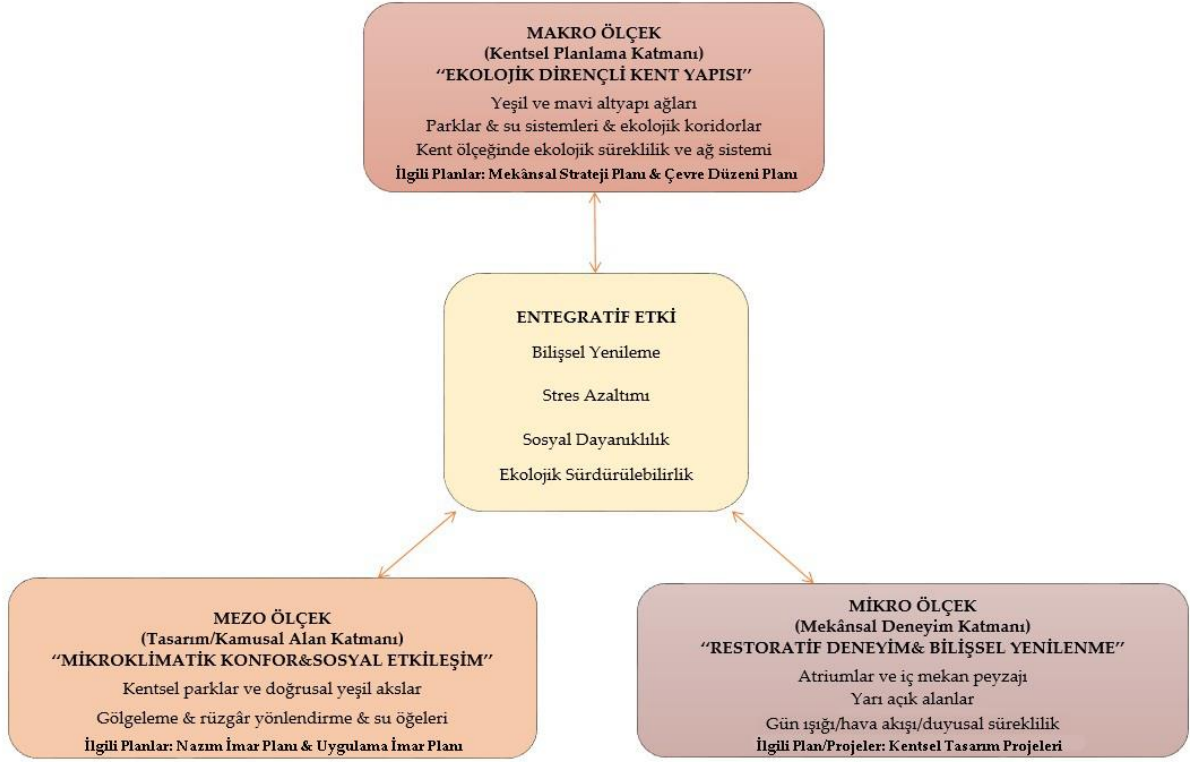 MAKRO ÖLÇEK
(Kentsel Planlama Katmanı)
‘‘EKOLOJİK DİRENÇLİ KENT YAPISI’’
Yeşil ve mavi altyapı ağları
Parklar & su sistemleri & ekolojik koridorlar
Kent ölçeğinde ekolojik süreklilik ve ağ sistemi
İlgili Planlar: Mekânsal Strateji Planı & Çevre Düzeni Planı
ENTEGRATİF ETKİ
Bilişsel Yenileme
Stres Azaltımı
Sosyal Dayanıklılık
Ekolojik Sürdürülebilirlik
MEZO ÖLÇEK
(Tasarım/Kamusal Alan Katmanı)
‘‘MİKROKLİMATİK KONFOR&SOSYAL ETKİLEŞİM’’
Kentsel parklar ve doğrusal yeşil akslar
Gölgeleme & rüzgâr yönlendirme & su öğeleri
İlgili Planlar: Nazım İmar Planı & Uygulama İmar Planı
MİKRO ÖLÇEK
(Mekânsal Deneyim Katmanı)
‘‘RESTORATİF DENEYİM& BİLİŞSEL YENİLENME’’
Atriumlar ve iç mekan peyzajı
Yarı açık alanlar
Gün ışığı/hava akışı/duyusal süreklilik
İlgili Plan/Projeler: Kentsel Tasarım Projeleri